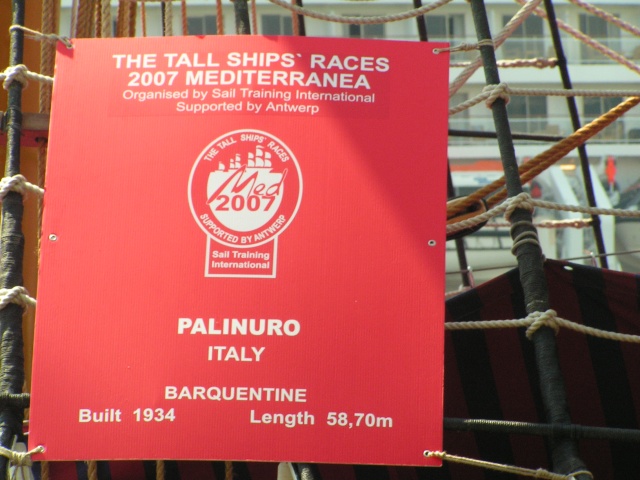 THE TALL SHIPS` RACES
2007 MEDITERRANEA
Organised by Sail Training International
Supported by Antwerp
THE TALL SHIPS' RACES
Med
2007
SUPPORTED BY ANTWERP
Sail Training
International
PALINURO
ITALY
BARQUENTINE
Built 1934 Length 58,70m